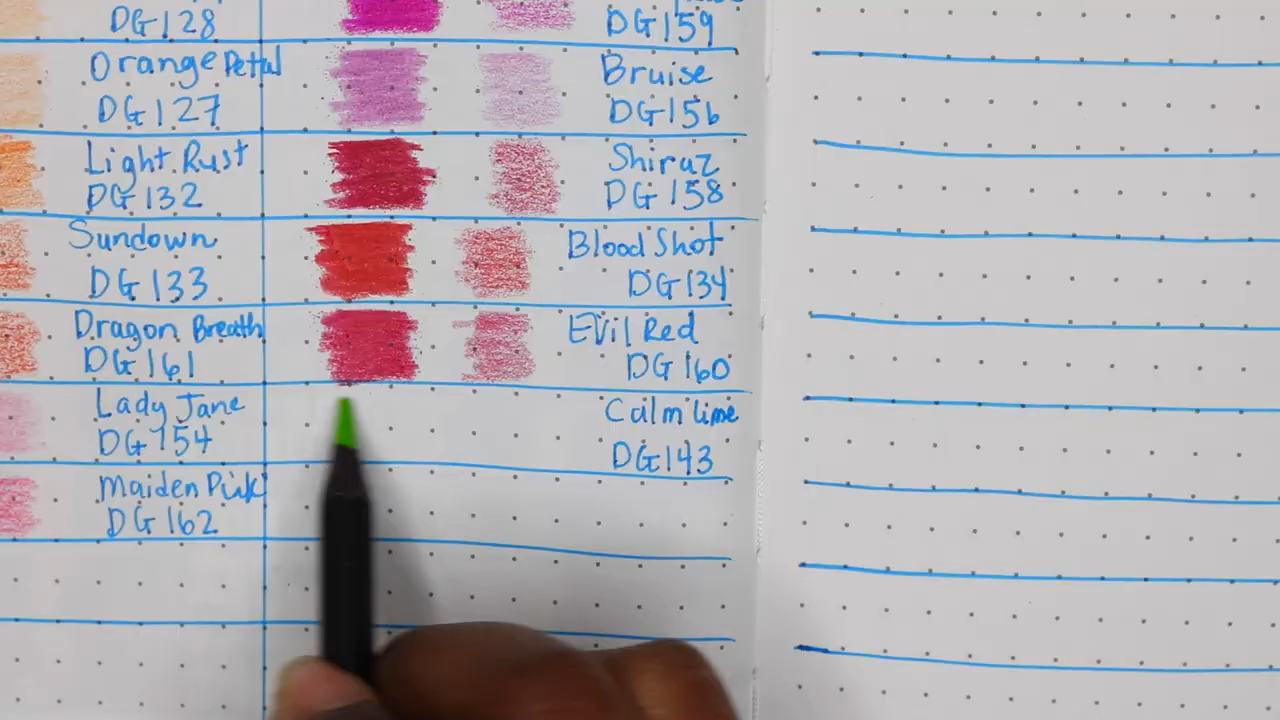 DG128
Orange Petal
DG127
Light Rust
DG132
Sundown
DG133
Dragon Breath
DG161
Lady Jane
DG154
Maiden Pink
DG162
DG159
Bruise
DG156
Shiraz
DG158
Blood Shot
DG134
Evil Red
DG160
Calm lime
DG143